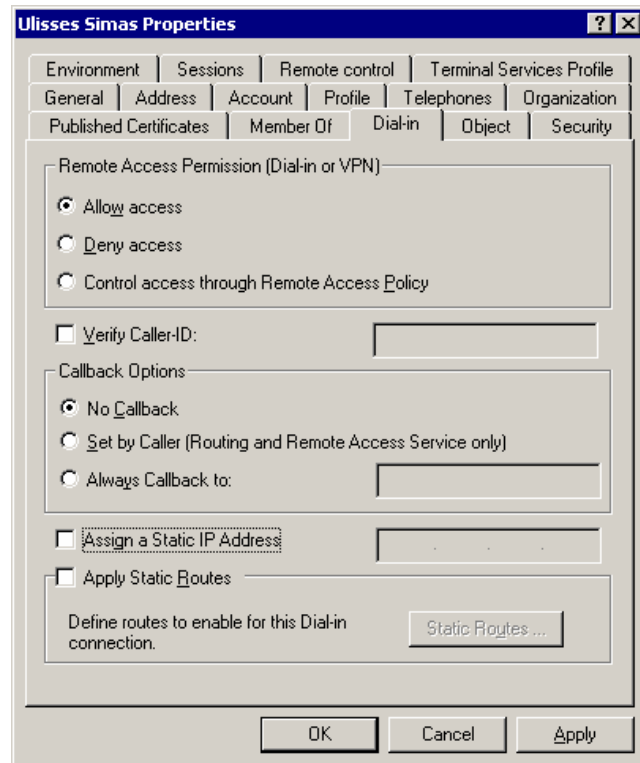 Ulisses Simas Properties
Environment Sessions Remote control Terminal Services Profile
General Address Account Profile Telephones Organization
Published Certificates Member Of Dial-in Object Security
Remote Access Permission (Dial-in or VPN)
Allow access
Deny access
Control access through Remote Access Policy
Verify Caller-ID:
Callback Options
No Callback
Set by Caller (Routing and Remote Access Service only)
Always Callback to:
Assign a Static IP Address
Apply Static Routes
Define routes to enable for this Dial-in
connection.
Static Routes ...
OK Cancel Apply